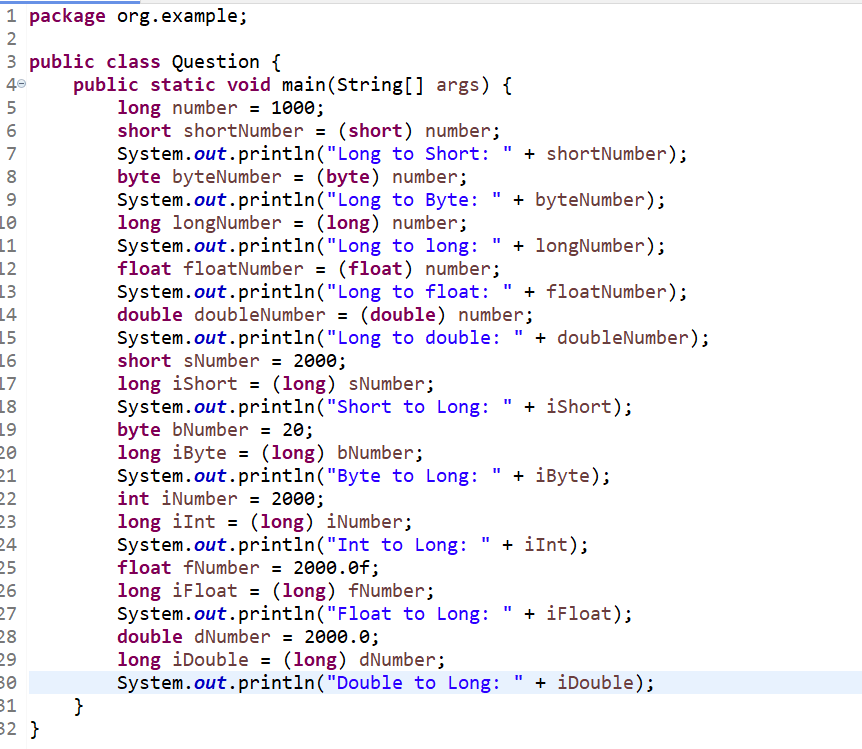 1 package org.example;
2
3 public class Question {
4 public static void main(String[] args) {
5 long number = 1000;
6 short shortNumber = (short) number;
7 System.out.println("Long to Short: " + shortNumber);
8 byte byteNumber = (byte) number;
9 System.out.println("Long to Byte: " + byteNumber);
10 long longNumber = (long) number;
11 System.out.println("Long to long: " + longNumber);
12 float floatNumber = (float) number;
13 System.out.println("Long to float: " + floatNumber);
14 double doubleNumber = (double) number;
15 System.out.println("Long to double: " + doubleNumber);
16 short sNumber = 2000;
17 long iShort = (long) sNumber;
18 System.out.println("Short to Long: " + iShort);
19 byte bNumber = 20;
20 long iByte = (long) bNumber;
21 System.out.println("Byte to Long: " + iByte);
22 int iNumber = 2000;
23 long iInt = (long) iNumber;
24 System.out.println("Int to Long: " + iInt);
25 float fNumber = 2000.0f;
26 long iFloat = (long) fNumber;
27 System.out.println("Float to Long: " + iFloat);
28 double dNumber = 2000.0;
29 long iDouble = (long) dNumber;
30 System.out.println("Double to Long: " + iDouble);
31 }
32 }